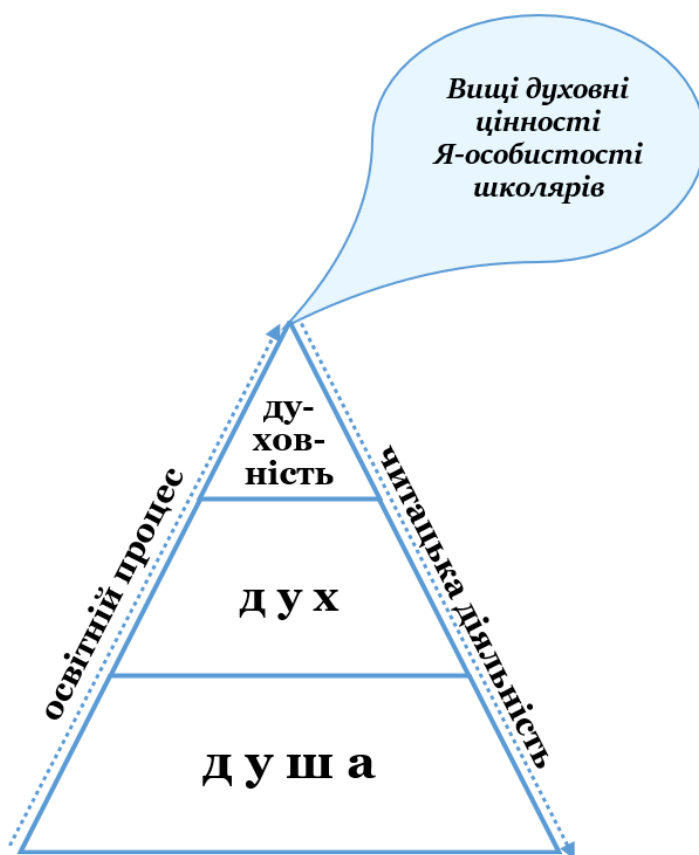 Вищі духовні
цінності
Я-особистості
школярів
ду-
хов-
ність
освітній процес
читацька діяльність
д у х
д у ш а